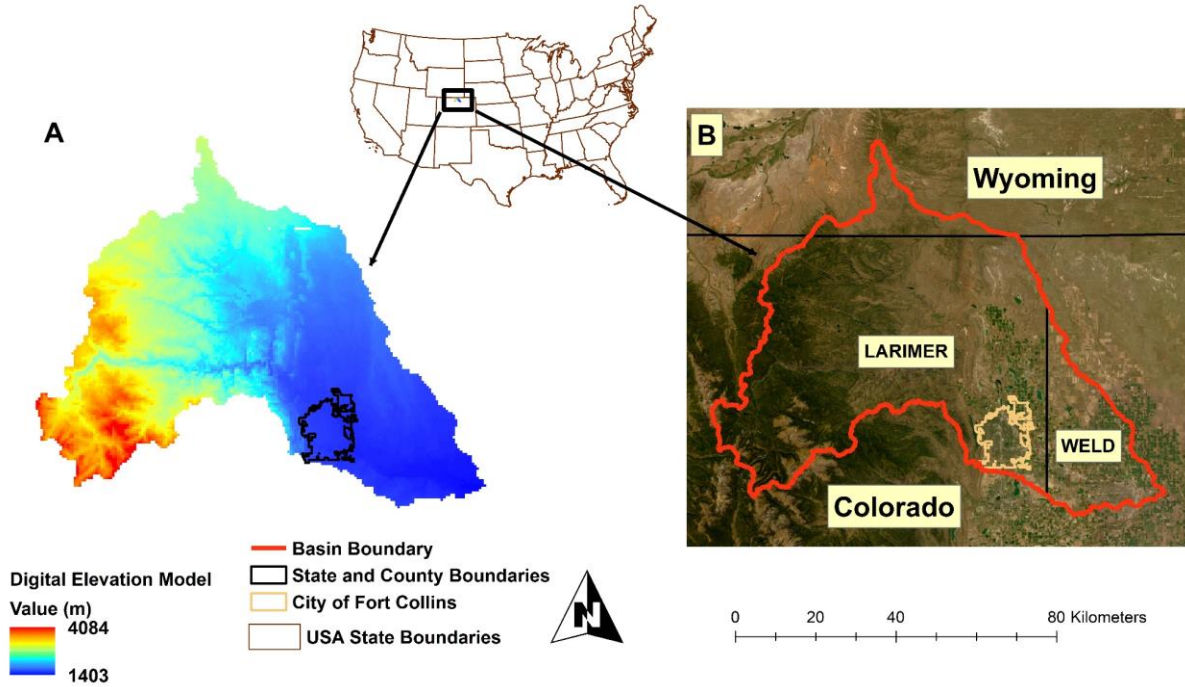 A
B
Wyoming
LARIMER
WELD
Colorado
Digital Elevation Model
Value (m)
4084
1403
Basin Boundary
State and County Boundaries
City of Fort Collins
USA State Boundaries
N
0 20 40 80 Kilometers